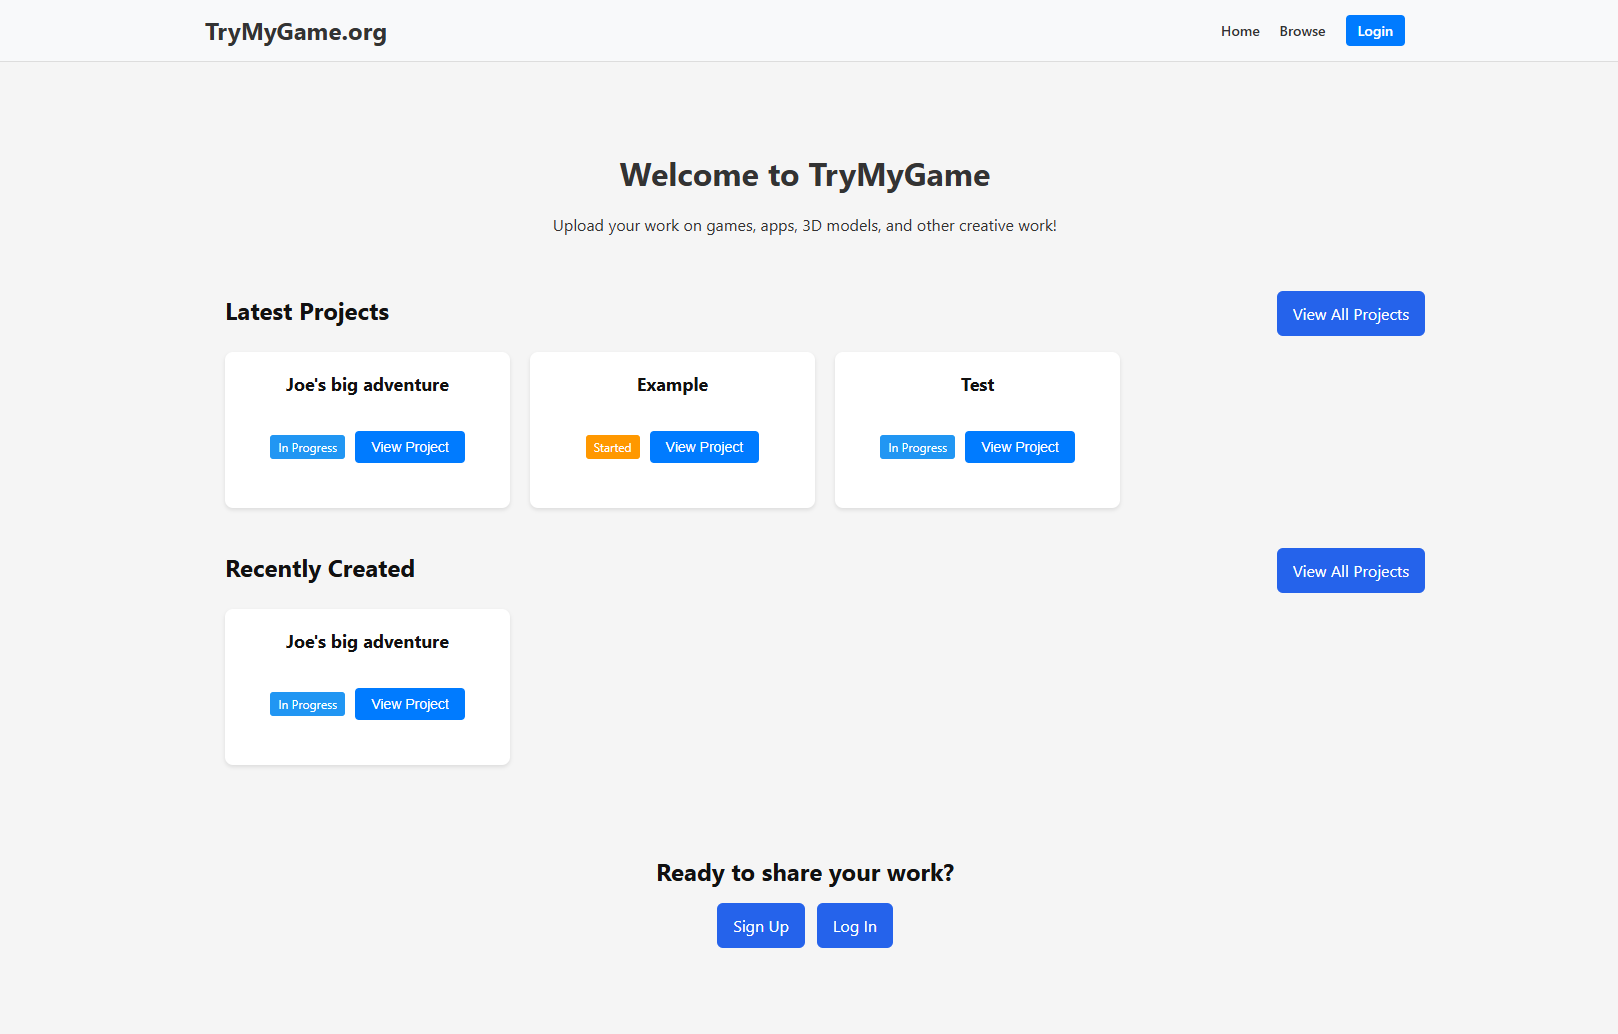 TryMyGame.org
Home Browse Login
Welcome to TryMyGame
Upload your work on games, apps, 3D models, and other creative work!
Latest Projects
View All Projects
Joe's big adventure
In Progress View Project
Example
Started View Project
Test
In Progress View Project
Recently Created
View All Projects
Joe's big adventure
In Progress View Project
Ready to share your work?
Sign Up Log In